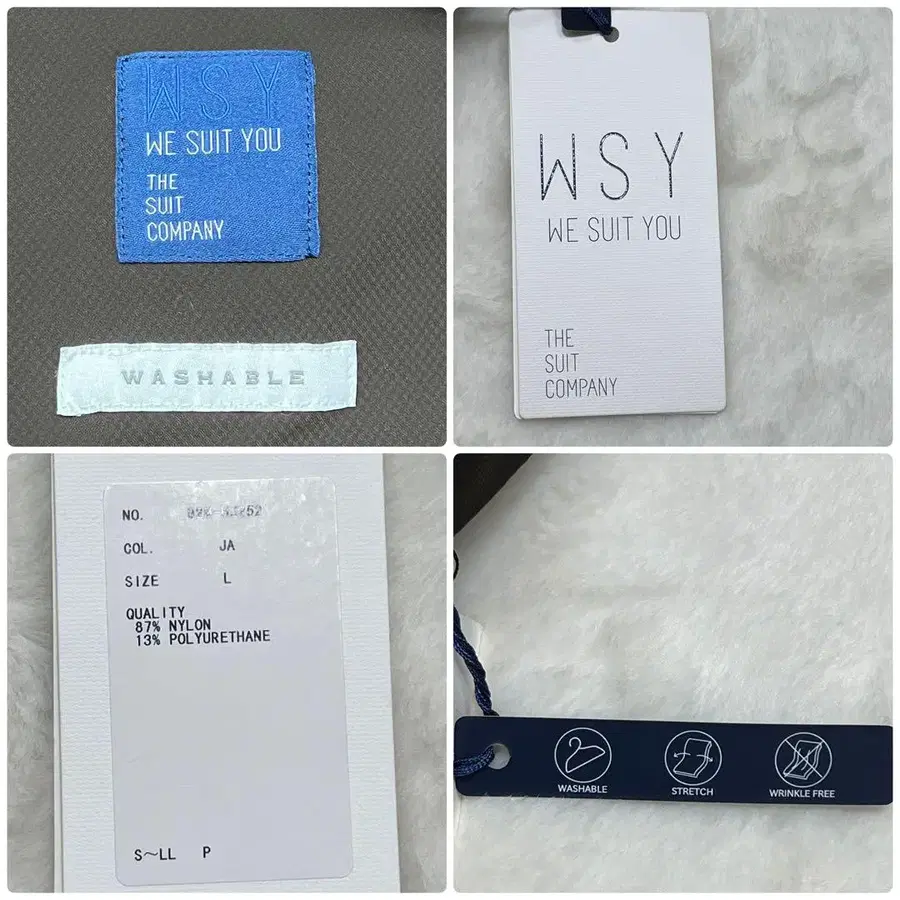 WSY
WE SUIT YOU
THE
SUIT
COMPANY
WASHABLE
WSY
WE SUIT YOU
THE
SUIT
COMPANY
NO.
COL. JA
SIZE L
QUALITY
87% NYLON
13% POLYURETHANE
S~LL P
WASHABLE
STRETCH
WRINKLE FREE